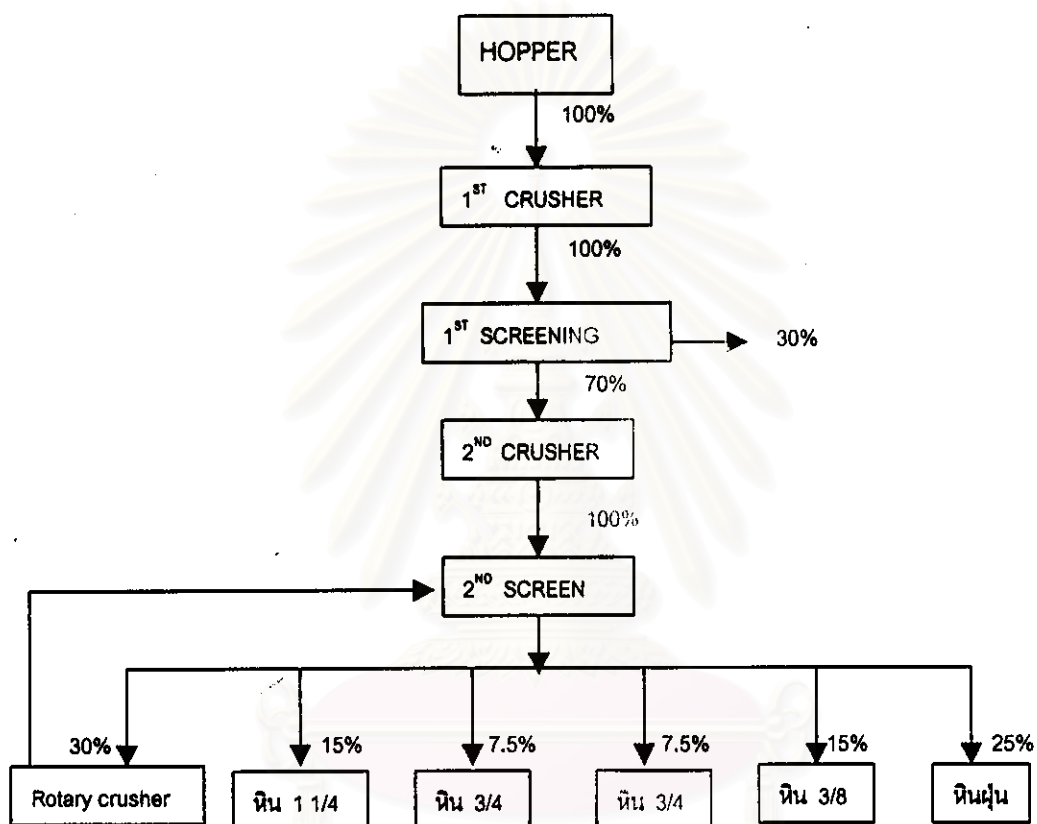 HOPPER
100%
1ST CRUSHER
100%
1ST SCREENING
30%
70%
2ND CRUSHER
100%
2ND SCREEN
30%
15%
7.5%
7.5%
15%
25%
Rotary crusher
หิน 1 1/4
หิน 3/4
หิน 3/4
หิน 3/8
หินฝุ่น